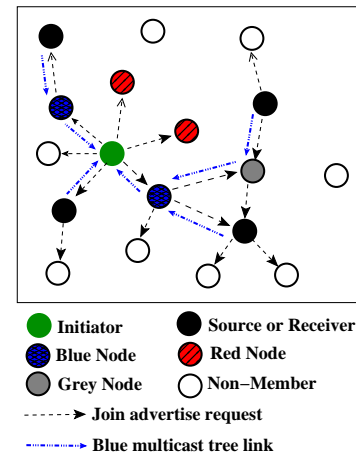 Initiator
Source or Receiver
Blue Node
Red Node
Grey Node
Non−Member
Join advertise request
Blue multicast tree link